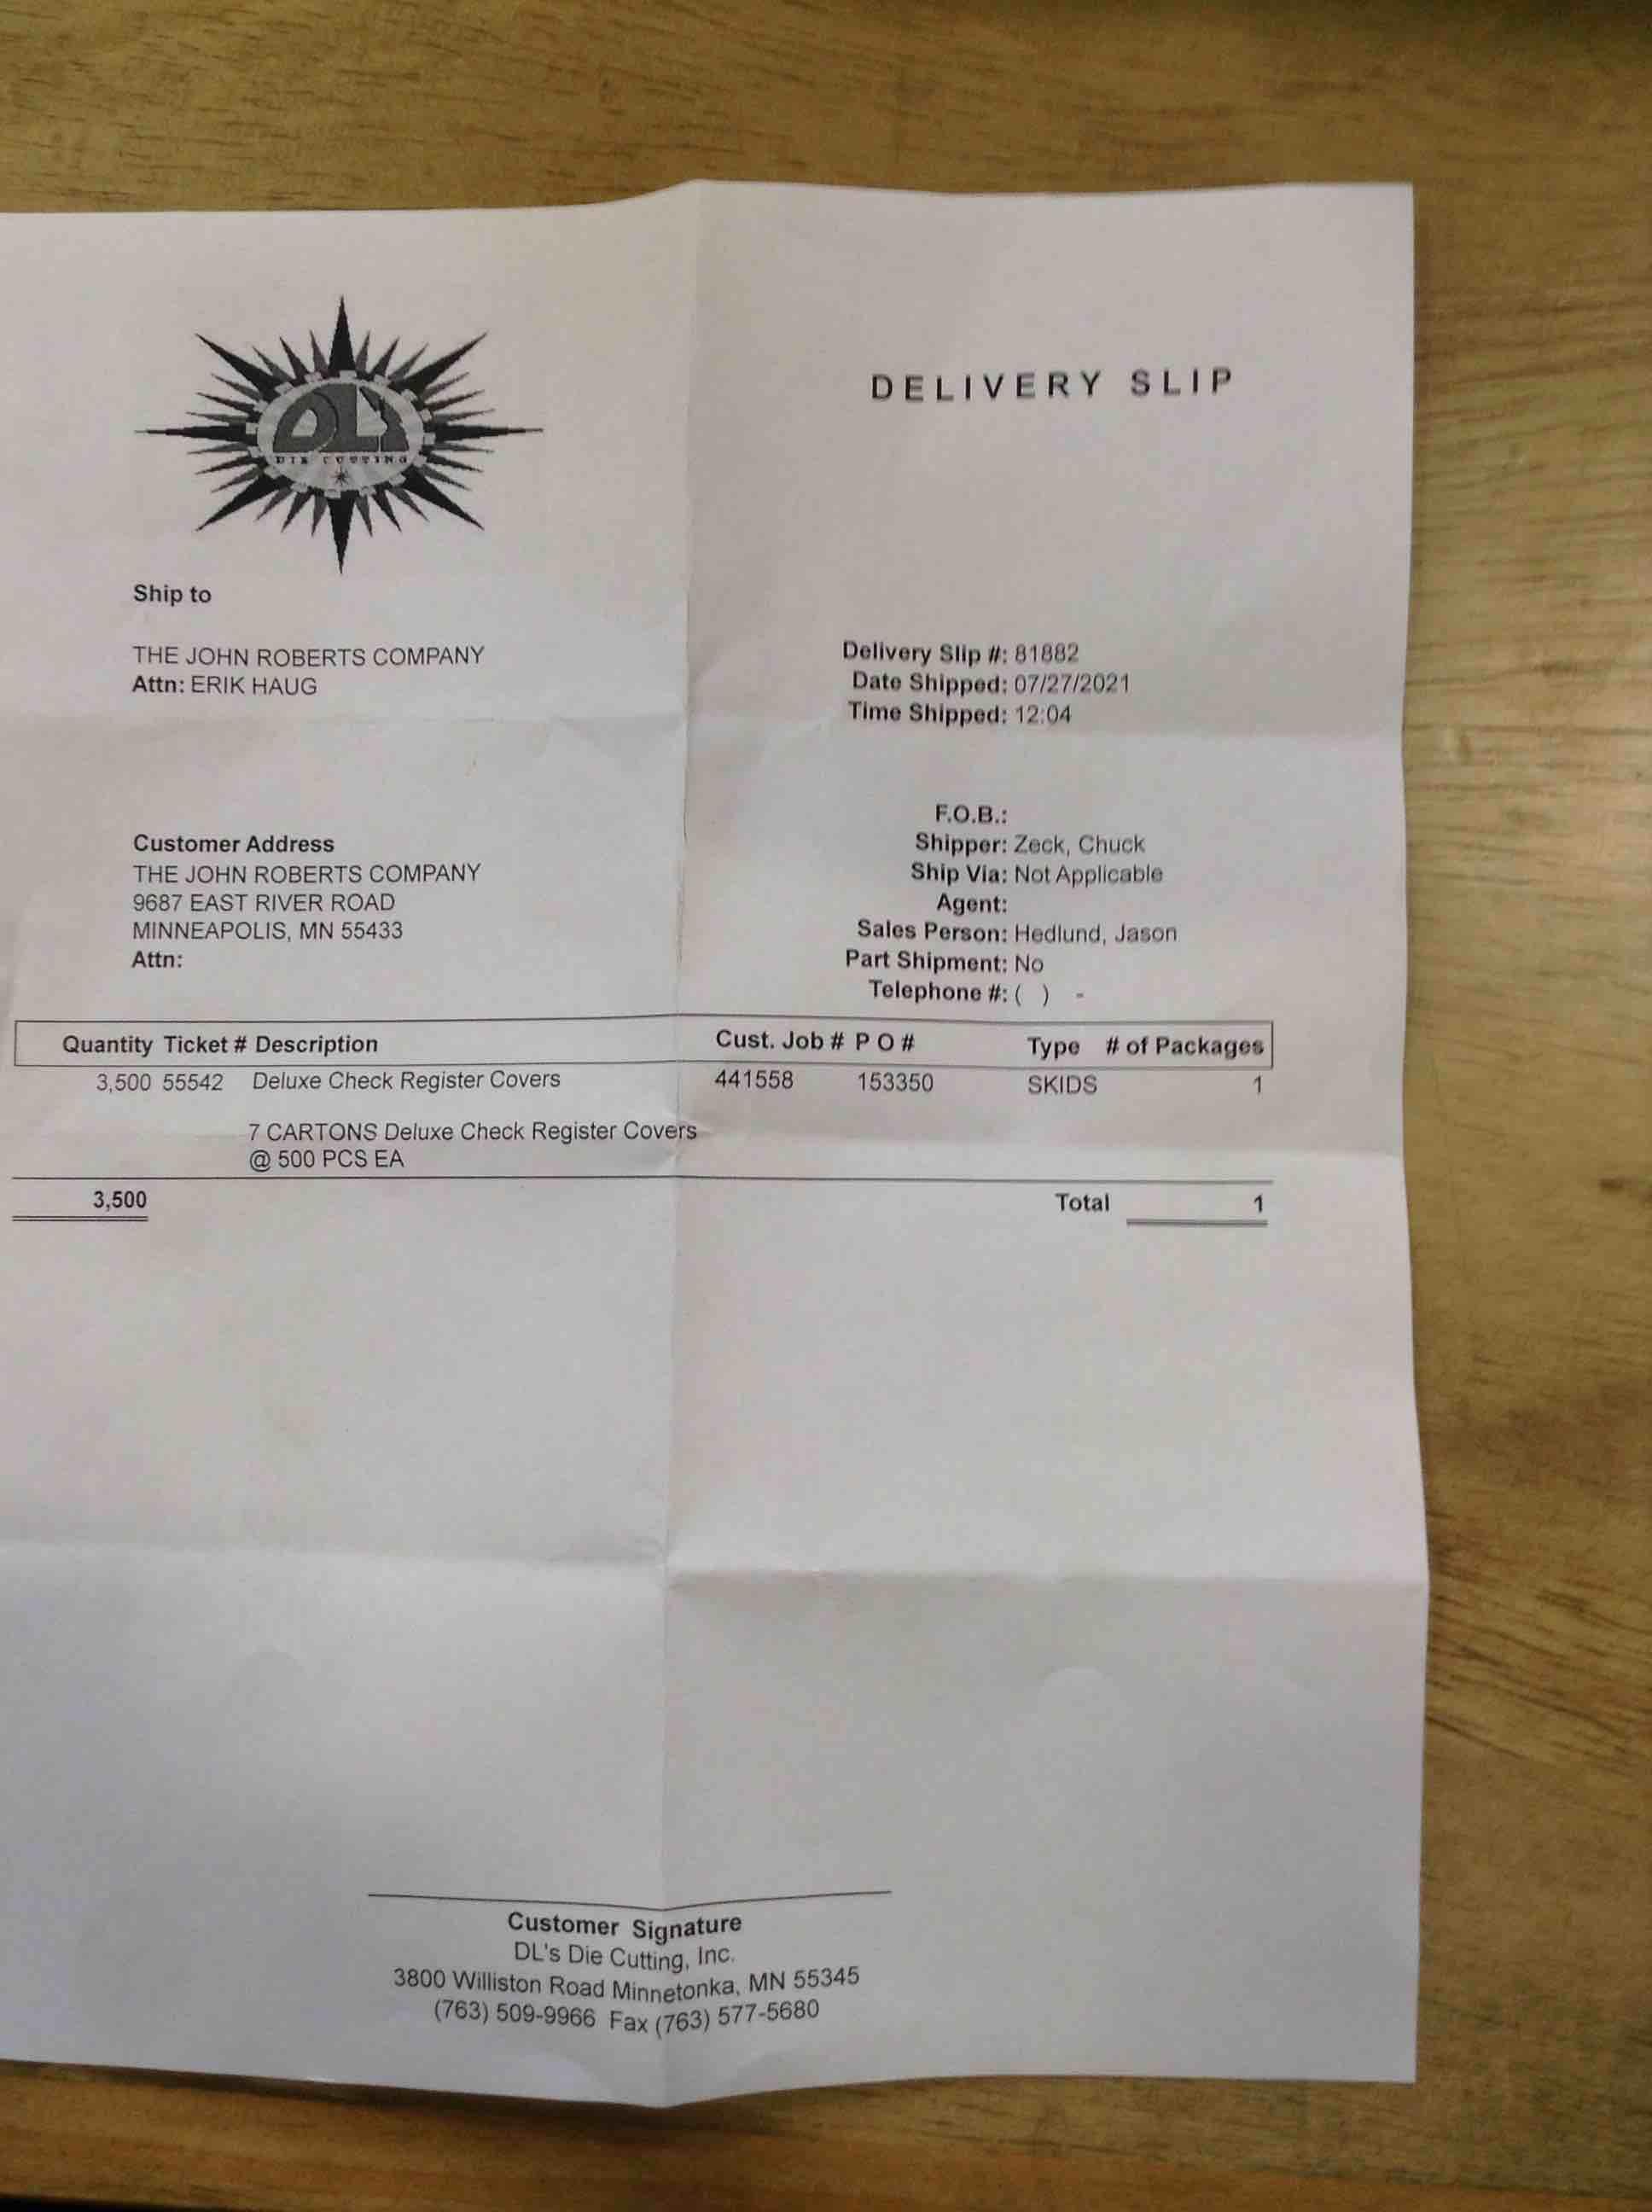 DL's
DIE CUTTING
DELIVERY SLIP
Ship to
THE JOHN ROBERTS COMPANY
Attn: ERIK HAUG
Delivery Slip #: 81882
Date Shipped: 07/27/2021
Time Shipped: 12:04
F.O.B.:
Shipper: Zeck, Chuck
Ship Via: Not Applicable
Agent:
Sales Person: Hedlund, Jason
Part Shipment: No
Telephone #: ( ) -
Customer Address
THE JOHN ROBERTS COMPANY
9687 EAST RIVER ROAD
MINNEAPOLIS, MN 55433
Attn:
Quantity Ticket # Description Cust. Job # P O # Type # of Packages
3,500 55542 Deluxe Check Register Covers 441558 153350 SKIDS 1
7 CARTONS Deluxe Check Register Covers
@ 500 PCS EA
3,500 Total 1
Customer Signature
DL's Die Cutting, Inc.
3800 Williston Road Minnetonka, MN 55345
(763) 509-9966 Fax (763) 577-5680